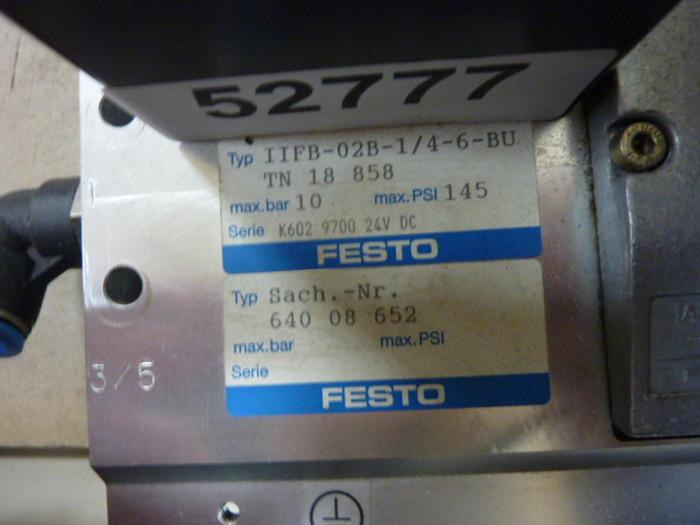 52777
Typ IIFB-02B-1/4-6-BU
TN 18 858
max.bar 10 max.PSI 145
Serie K602 9700 24V DC
FESTO
1
Typ Sach.-Nr.
640 08 652
max.bar max.PSI
Serie
FESTO
3/5